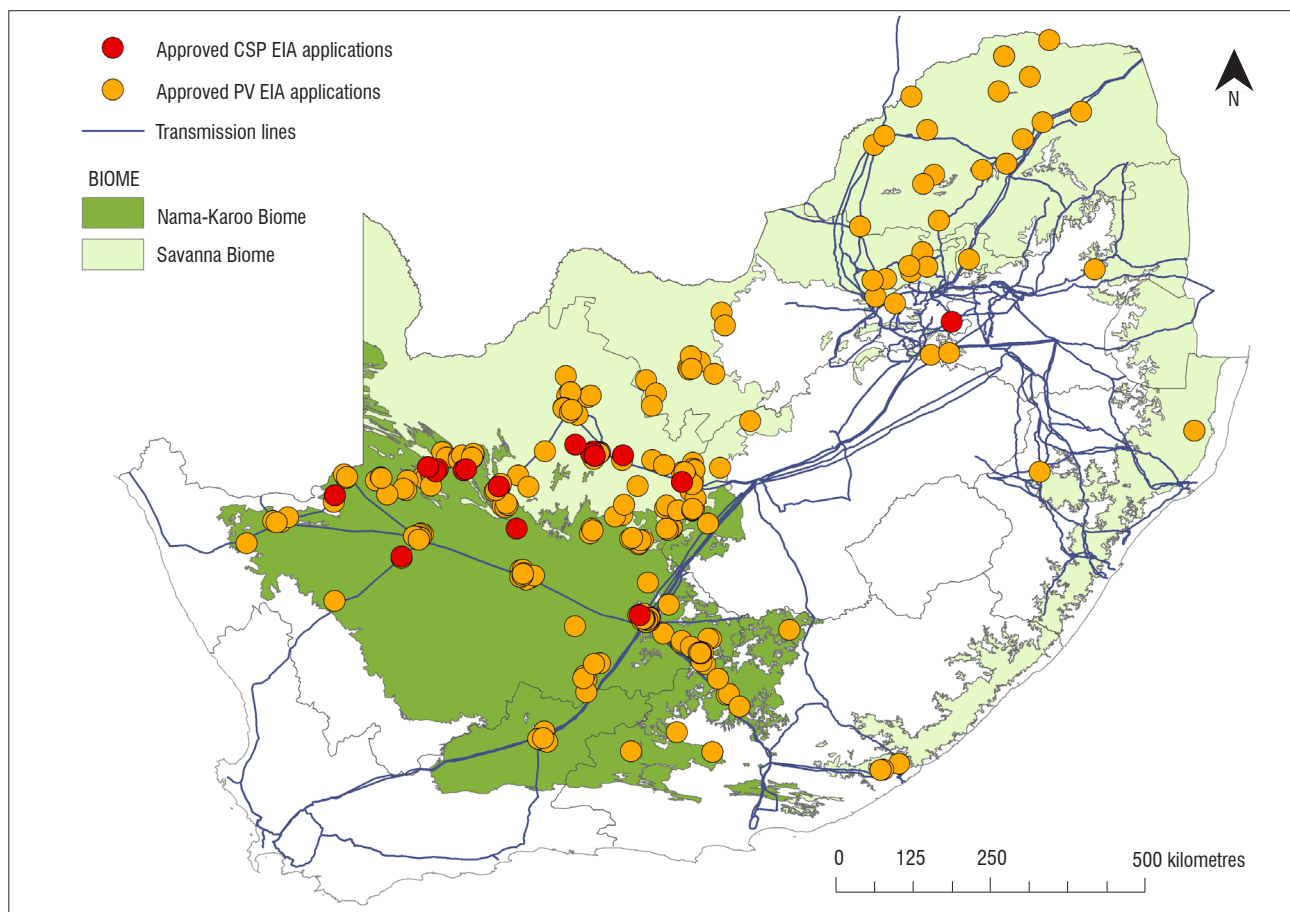 Approved CSP EIA applications
Approved PV EIA applications
Transmission lines
BIOME
Nama-Karoo Biome
Savanna Biome
N
0 125 250 500 kilometres